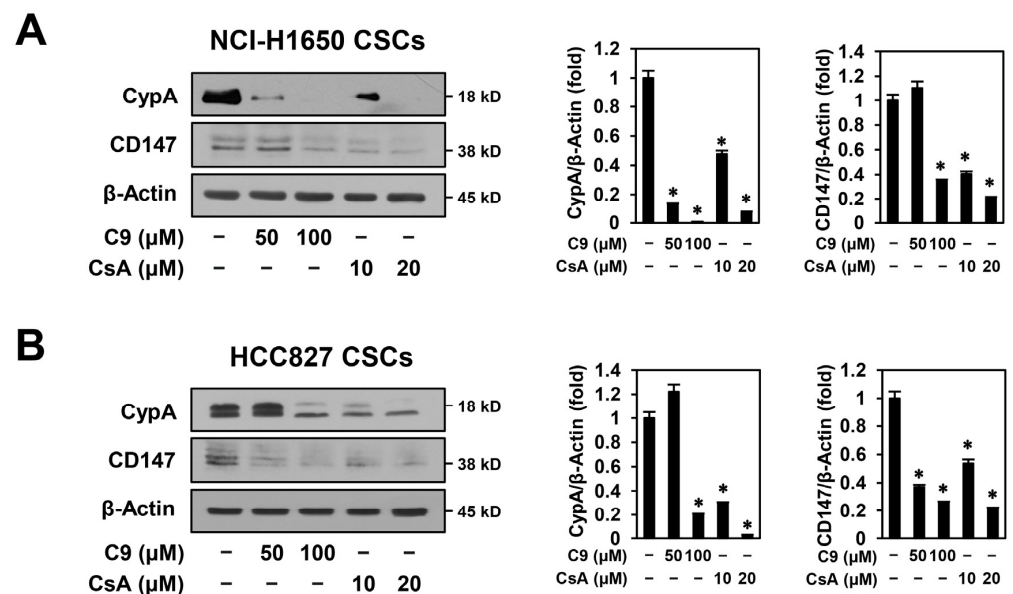 A
NCI-H1650 CSCs
CypA
18 kD
CD147
38 kD
β-Actin
45 kD
C9 (μM) – 50 100 – –
CsA (μM) – – – 10 20
CypA/β-Actin (fold)
1.2
1
0.8
0.6
0.4
0.2
0
* * * *
C9 (μM) – 50 100 – –
CsA (μM) – – – 10 20
CD147/β-Actin (fold)
1.4
1.2
1
0.8
0.6
0.4
0.2
0
* * *
C9 (μM) – 50 100 – –
CsA (μM) – – – 10 20
B
HCC827 CSCs
CypA
18 kD
CD147
38 kD
β-Actin
45 kD
C9 (μM) – 50 100 – –
CsA (μM) – – – 10 20
CypA/β-Actin (fold)
1.4
1.2
1
0.8
0.6
0.4
0.2
0
* * *
C9 (μM) – 50 100 – –
CsA (μM) – – – 10 20
CD147/β-Actin (fold)
1.2
1
0.8
0.6
0.4
0.2
0
* * * *
C9 (μM) – 50 100 – –
CsA (μM) – – – 10 20